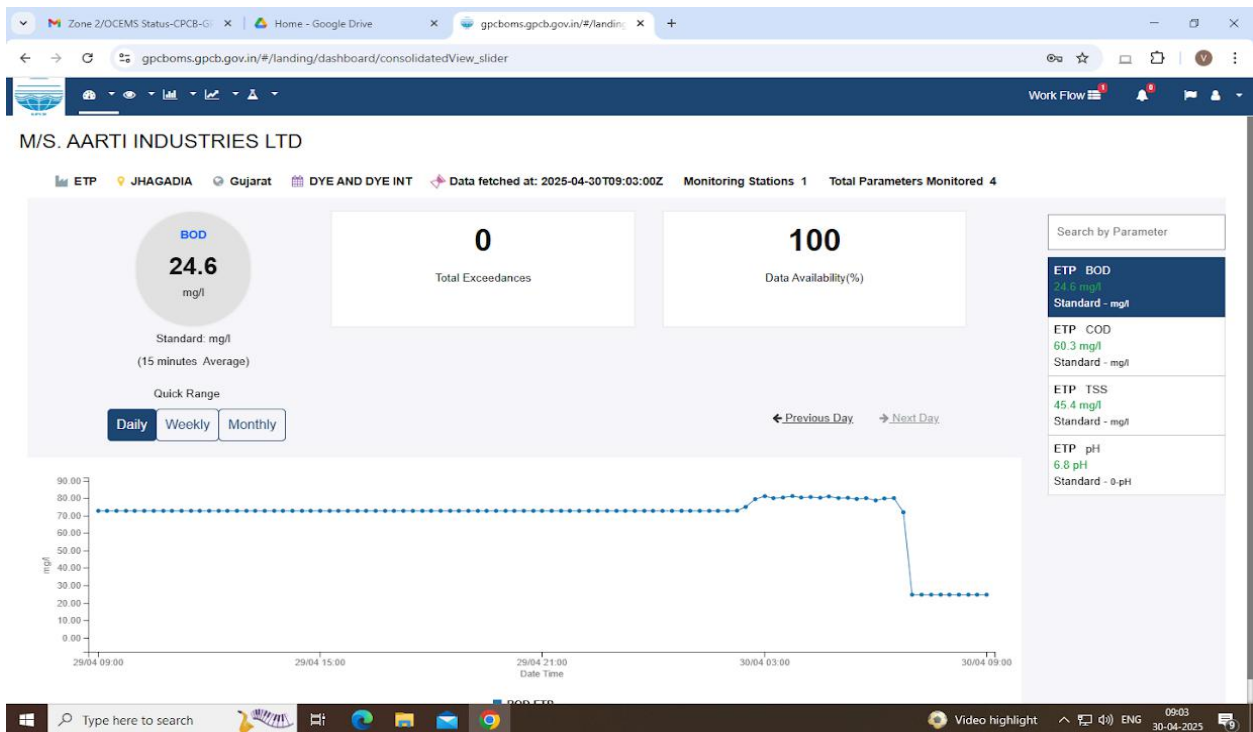 Zone 2/OCEMS Status-CPCB-G
Home - Google Drive
gpcboms.gpcb.gov.in/#/landing
gpcboms.gpcb.gov.in/#/landing/dashboard/consolidatedView_slider
V
Work Flow 1 0
M/S. AARTI INDUSTRIES LTD
ETP JHAGADIA Gujarat DYE AND DYE INT Data fetched at: 2025-04-30T09:03:00Z Monitoring Stations 1 Total Parameters Monitored 4
BOD
24.6
mg/l
Standard: mg/l
(15 minutes Average)
0
Total Exceedances
100
Data Availability(%)
Search by Parameter
ETP BOD
24.6 mg/l
Standard - mg/l
ETP COD
60.3 mg/l
Standard - mg/l
ETP TSS
45.4 mg/l
Standard - mg/l
ETP pH
6.8 pH
Standard - 0-pH
Quick Range
Daily Weekly Monthly
Previous Day Next Day
90.00
80.00
70.00
60.00
50.00
40.00
30.00
20.00
10.00
0.00
mg/l
29/04 09:00 29/04 15:00 29/04 21:00 30/04 03:00 30/04 09:00
Date Time
BOD ETP
Type here to search
Video highlight
ENG
09:03
30-04-2025
9